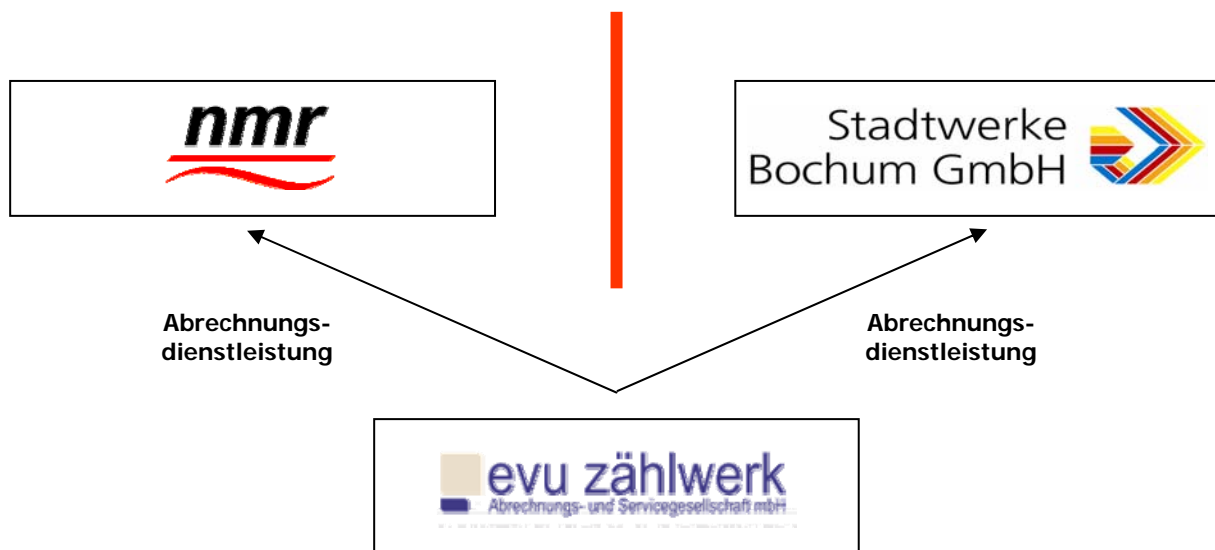 nmr
Stadtwerke
Bochum GmbH
Abrechnungs-
dienstleistung
Abrechnungs-
dienstleistung
evu zählwerk
Abrechnungs- und Servicegesellschaft mbH